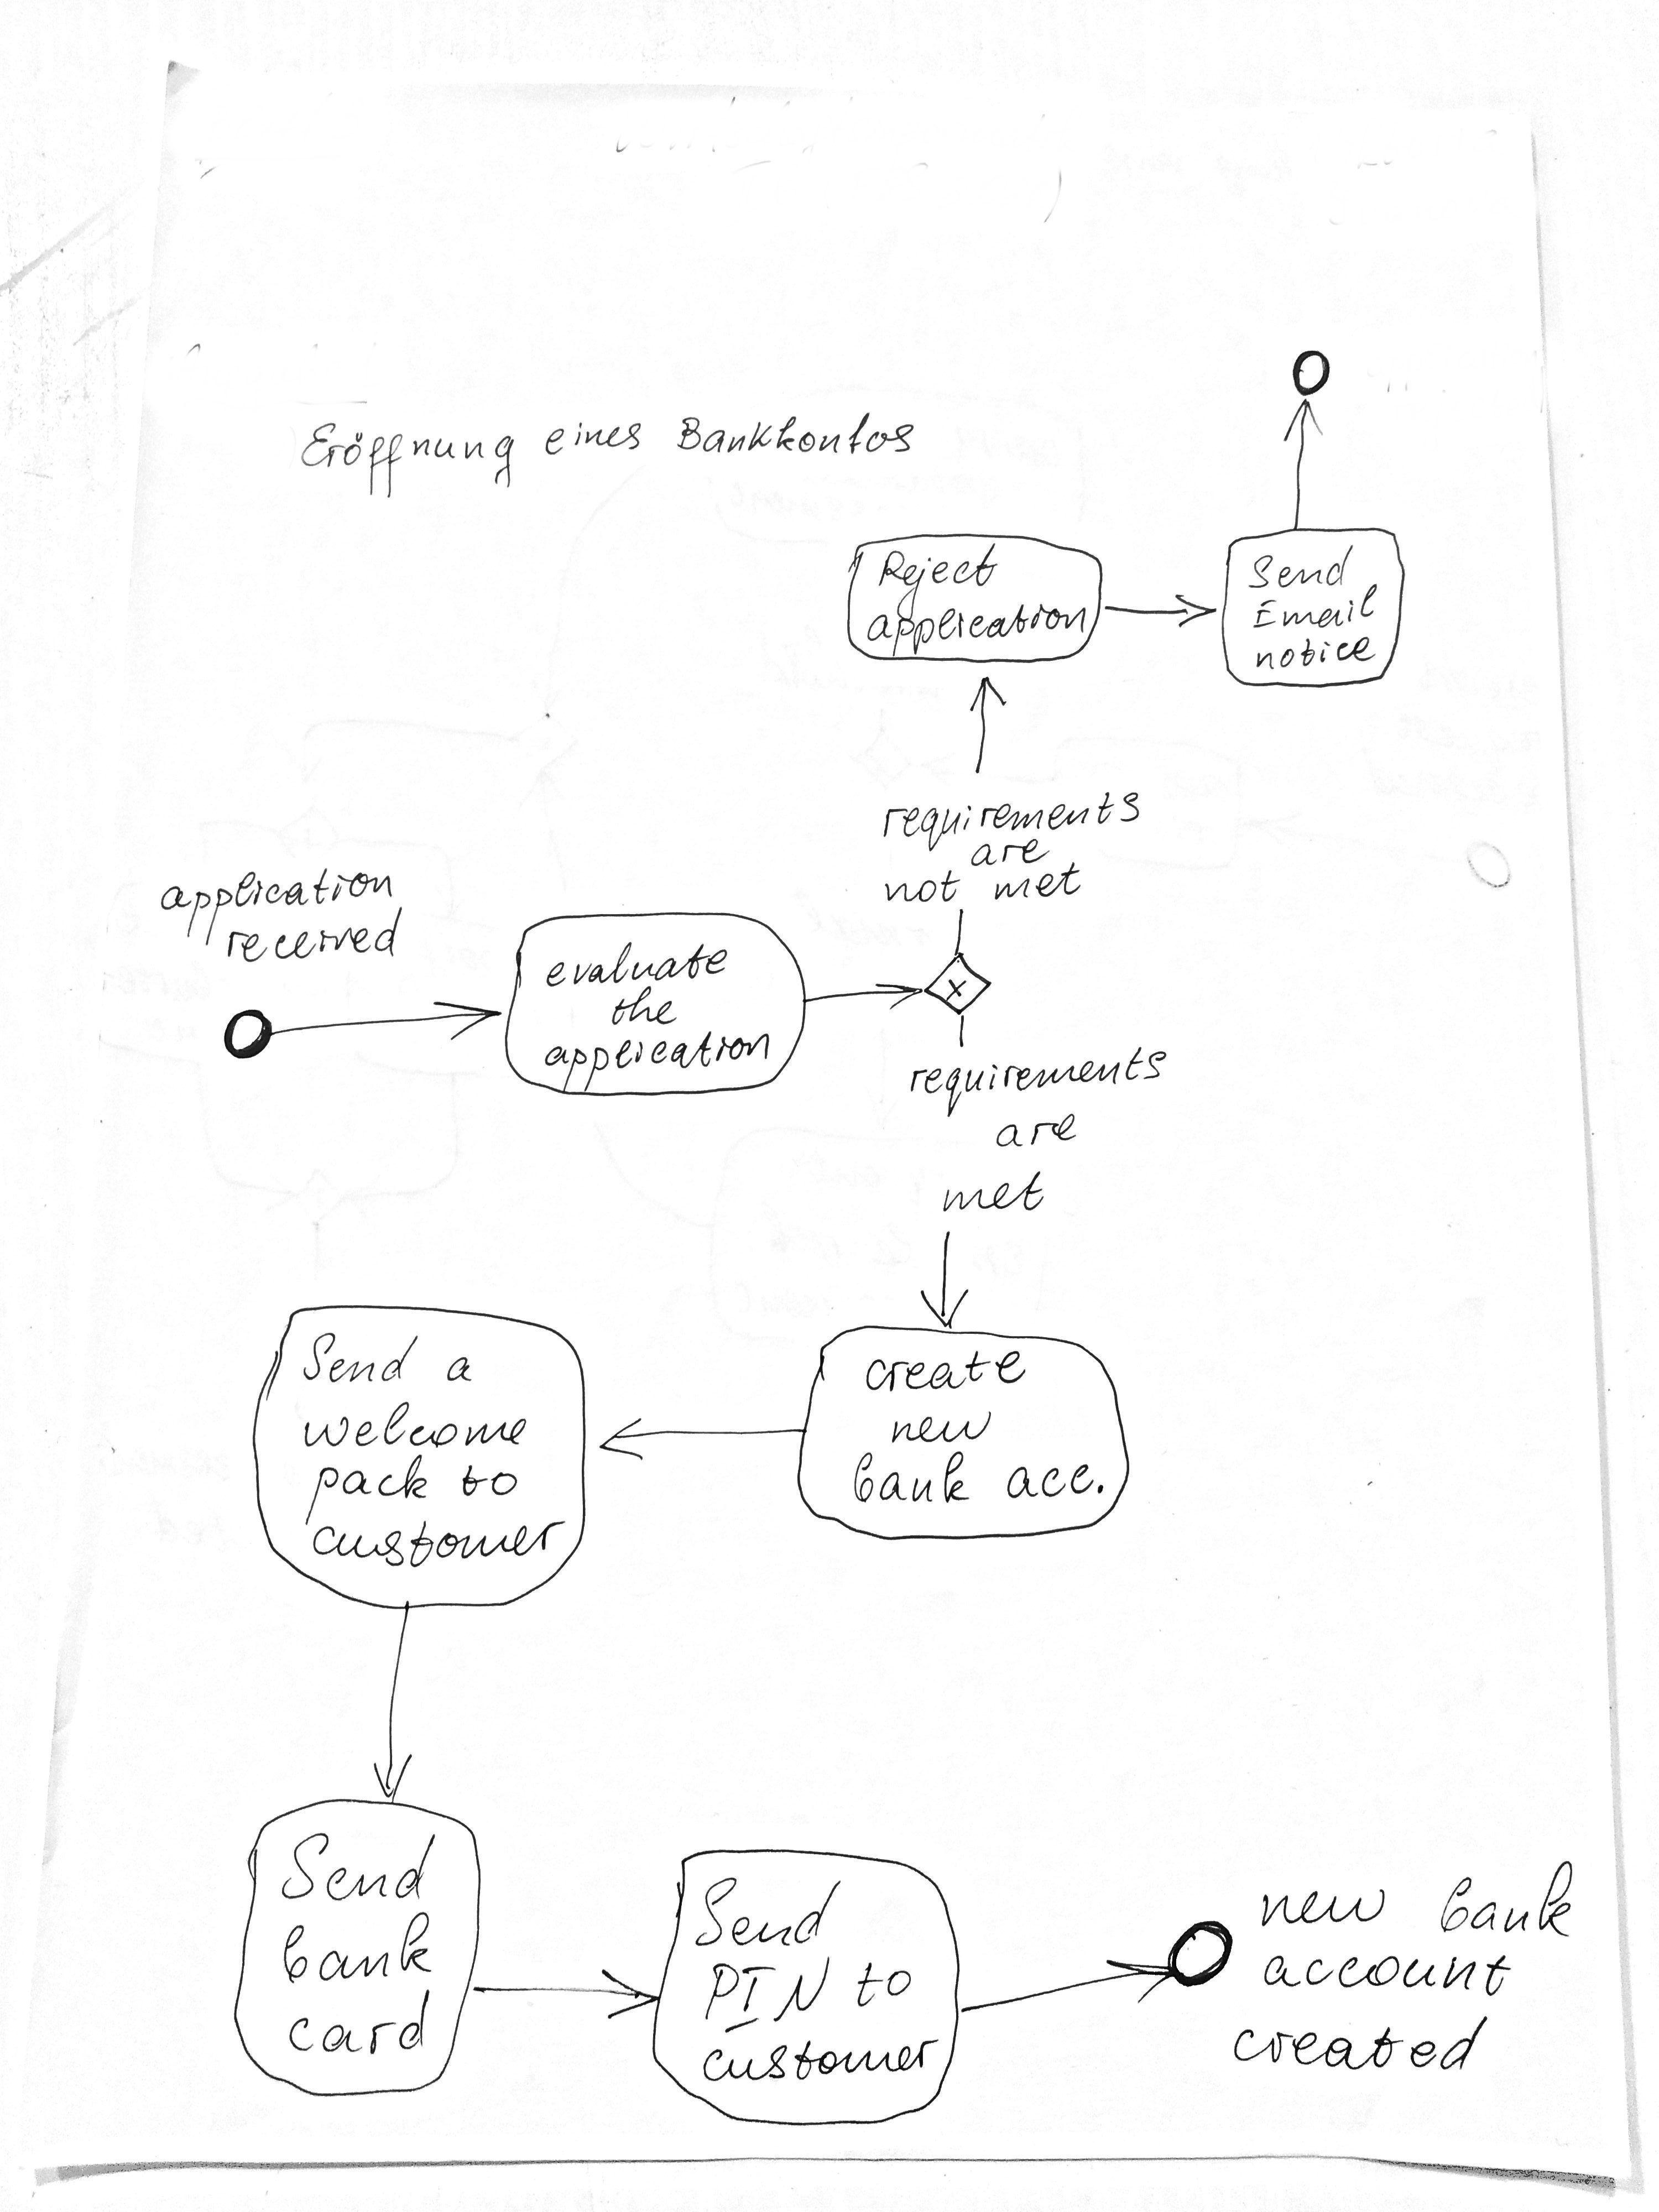 Eröffnung eines Bankkontos
Reject
application
Send
Email
notice
requirements
are
not met
application
received
evaluate
the
application
x
requirements
are
met
create
new
bank acc.
Send a
welcome
pack to
customer
Send
bank
card
Send
PIN to
customer
new bank
account
created